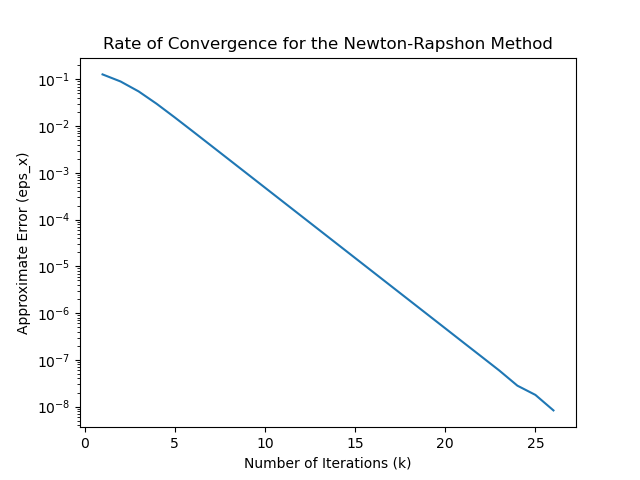 Rate of Convergence for the Newton-Rapshon Method
10⁻¹
10⁻²
10⁻³
10⁻⁴
10⁻⁵
10⁻⁶
10⁻⁷
10⁻⁸
Approximate Error (eps_x)
0 5 10 15 20 25
Number of Iterations (k)